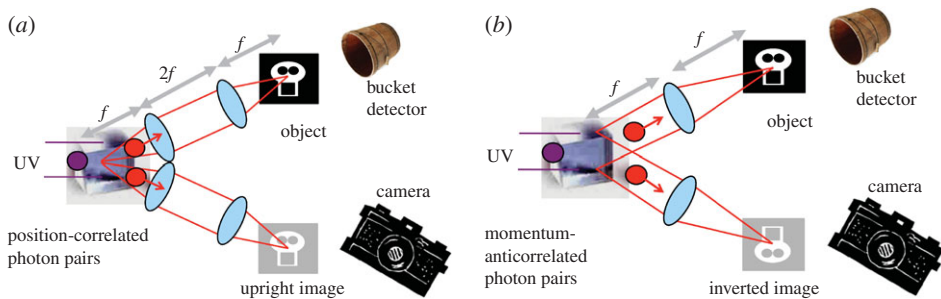 (a)
f
2f
f
bucket
detector
object
UV
camera
position-correlated
photon pairs
upright image
(b)
f
f
bucket
detector
object
UV
camera
momentum-
anticorrelated
photon pairs
inverted image